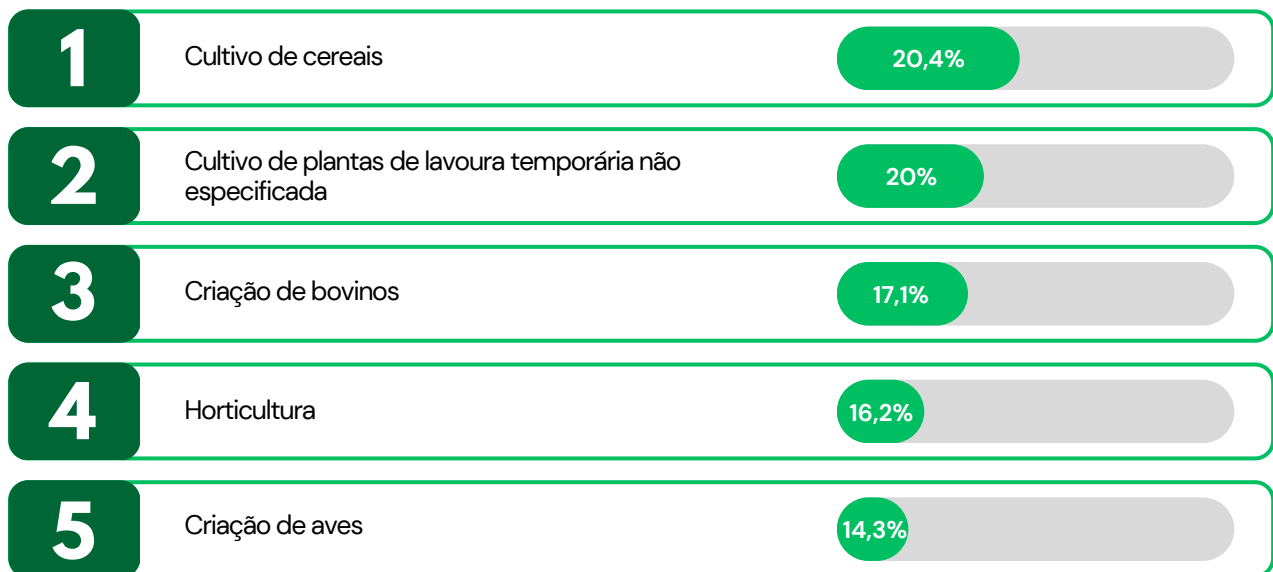 1
Cultivo de cereais
20,4%
2
Cultivo de plantas de lavoura temporária não
especificada
20%
3
Criação de bovinos
17,1%
4
Horticultura
16,2%
5
Criação de aves
14,3%